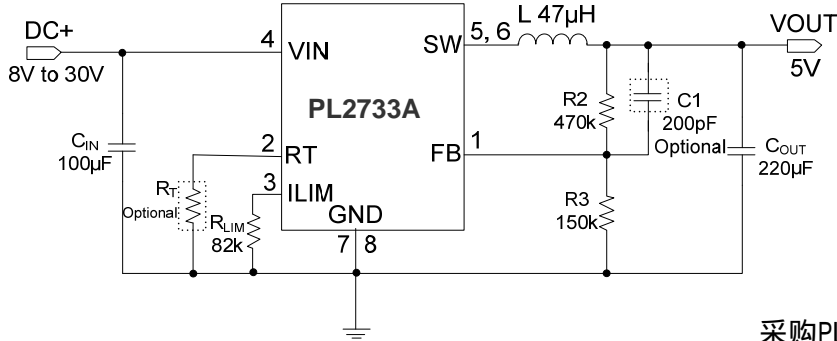 DC+
8V to 30V
4
VIN
SW
5, 6
L 47µH
VOUT
5V
PL2733A
CIN
100µF
2
RT
FB
1
R2
470k
C1
200pF
Optional
COUT
220µF
RT
Optional
3
ILIM
RLIM
82k
GND
7
8
R3
150k
采购